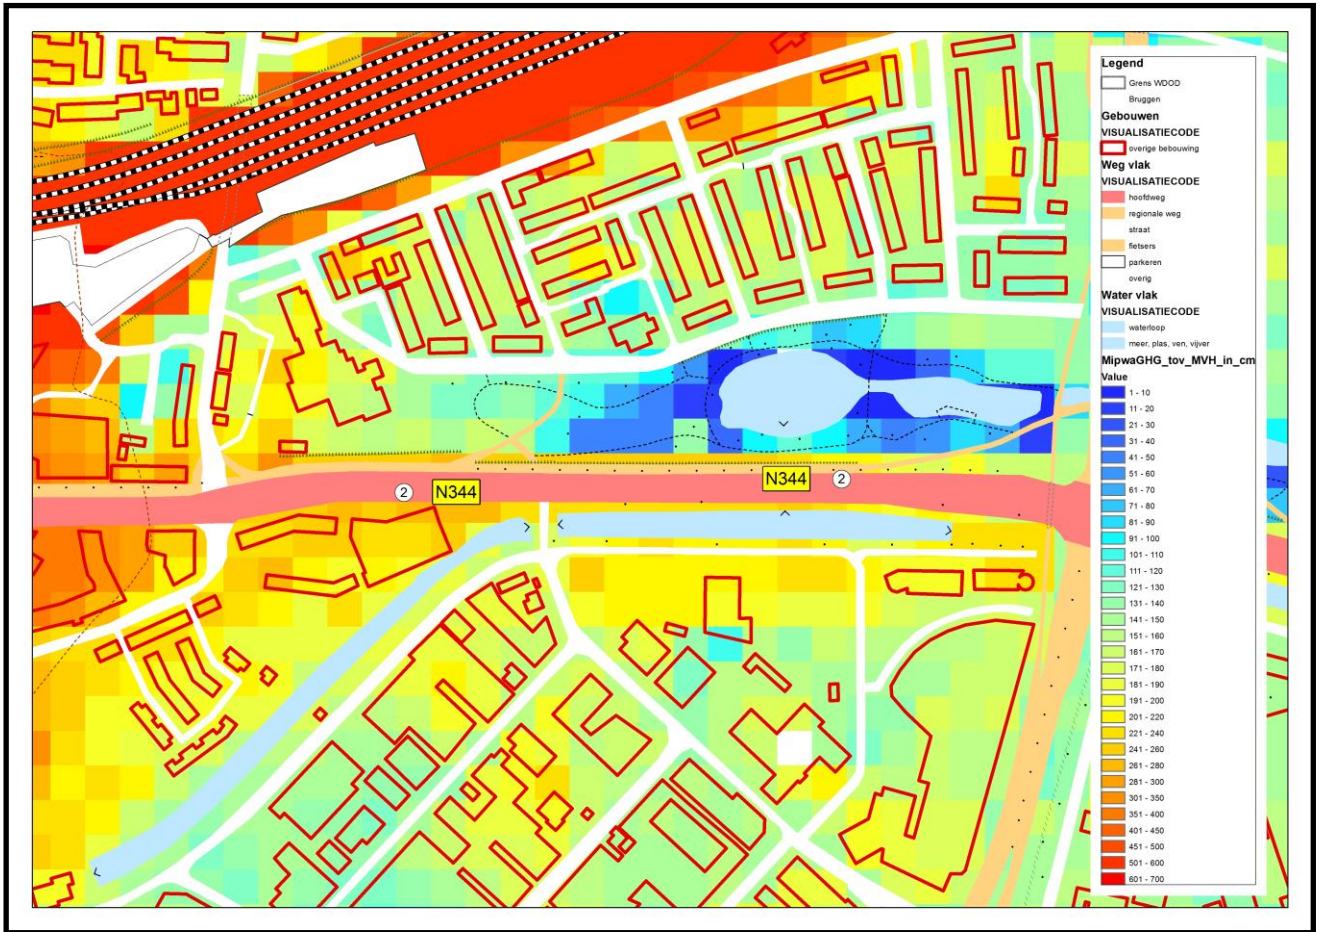 Legend
Grens WDOD
Bruggen
Gebouwen
VISUALISATIECODE
overige bebouwing
Weg vlak
VISUALISATIECODE
hoofdweg
regionale weg
straat
fietsers
parkeren
overig
Water vlak
VISUALISATIECODE
waterloop
meer, plas, ven, vijver
MipwaGHG_tov_MVH_in_cm
Value
1 - 10
11 - 20
21 - 30
31 - 40
41 - 50
51 - 60
61 - 70
71 - 80
81 - 90
91 - 100
101 - 110
111 - 120
121 - 130
131 - 140
141 - 150
151 - 160
161 - 170
171 - 180
181 - 190
191 - 200
201 - 220
221 - 240
241 - 260
261 - 280
281 - 300
301 - 350
351 - 400
401 - 450
451 - 500
501 - 600
601 - 700
2 N344
N344 2